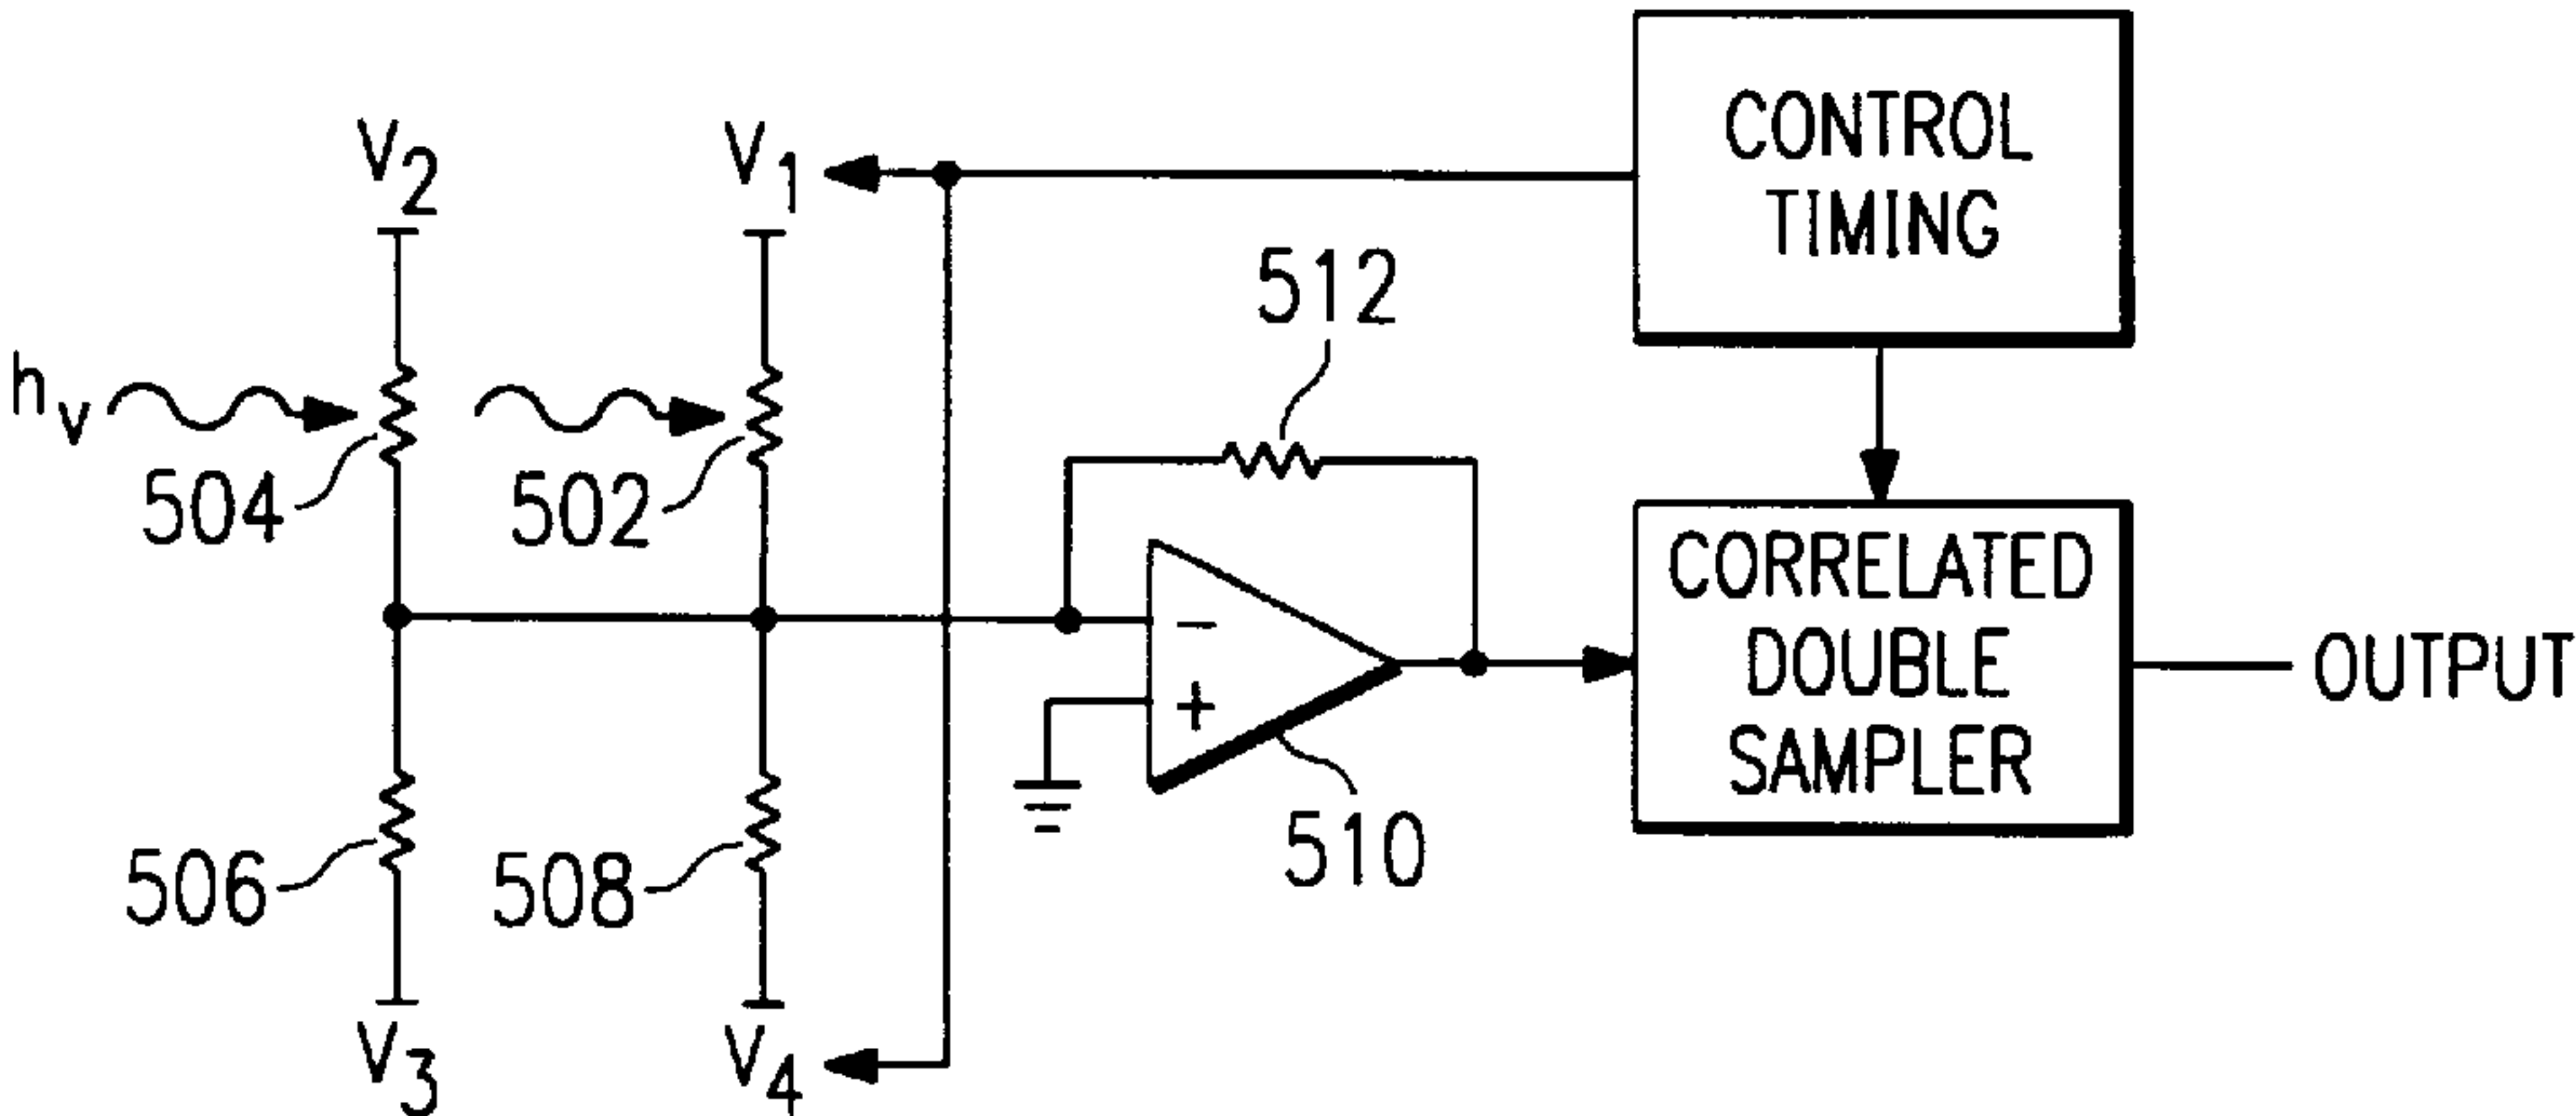 V2
V1
CONTROL
TIMING
512
hv
504
502
CORRELATED
DOUBLE
SAMPLER
−
+
OUTPUT
506
508
510
V3
V4